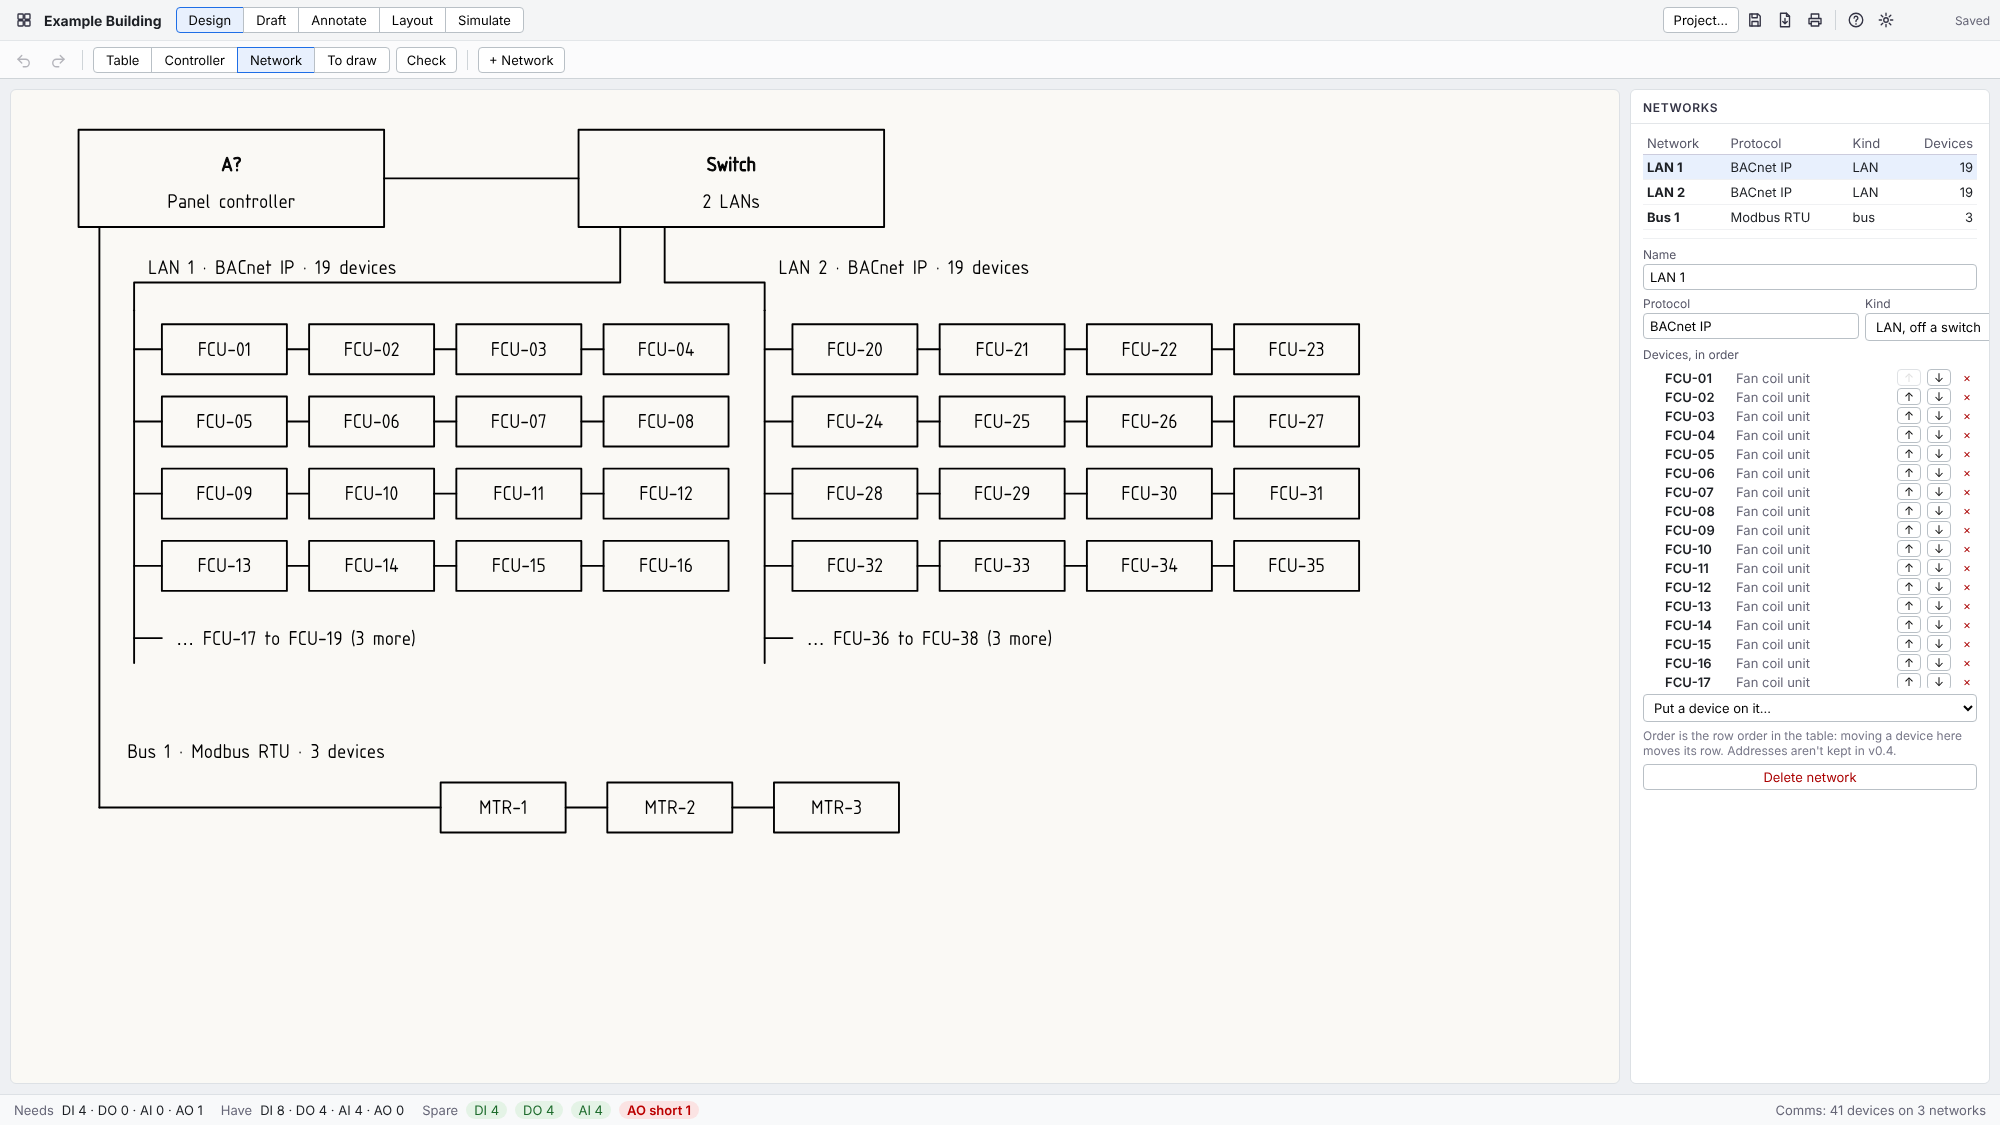 Example Building Design Draft Annotate Layout Simulate Project... Saved
Table Controller Network To draw Check + Network
A?
Panel controller
Switch
2 LANs
LAN 1 · BACnet IP · 19 devices
LAN 2 · BACnet IP · 19 devices
FCU-01 FCU-02 FCU-03 FCU-04
FCU-20 FCU-21 FCU-22 FCU-23
FCU-05 FCU-06 FCU-07 FCU-08
FCU-24 FCU-25 FCU-26 FCU-27
FCU-09 FCU-10 FCU-11 FCU-12
FCU-28 FCU-29 FCU-30 FCU-31
FCU-13 FCU-14 FCU-15 FCU-16
FCU-32 FCU-33 FCU-34 FCU-35
... FCU-17 to FCU-19 (3 more)
... FCU-36 to FCU-38 (3 more)
Bus 1 · Modbus RTU · 3 devices
MTR-1 MTR-2 MTR-3
NETWORKS
Network Protocol Kind Devices
LAN 1 BACnet IP LAN 19
LAN 2 BACnet IP LAN 19
Bus 1 Modbus RTU bus 3
Name
LAN 1
Protocol Kind
BACnet IP LAN, off a switch
Devices, in order
FCU-01 Fan coil unit ↑ ↓ ×
FCU-02 Fan coil unit ↑ ↓ ×
FCU-03 Fan coil unit ↑ ↓ ×
FCU-04 Fan coil unit ↑ ↓ ×
FCU-05 Fan coil unit ↑ ↓ ×
FCU-06 Fan coil unit ↑ ↓ ×
FCU-07 Fan coil unit ↑ ↓ ×
FCU-08 Fan coil unit ↑ ↓ ×
FCU-09 Fan coil unit ↑ ↓ ×
FCU-10 Fan coil unit ↑ ↓ ×
FCU-11 Fan coil unit ↑ ↓ ×
FCU-12 Fan coil unit ↑ ↓ ×
FCU-13 Fan coil unit ↑ ↓ ×
FCU-14 Fan coil unit ↑ ↓ ×
FCU-15 Fan coil unit ↑ ↓ ×
FCU-16 Fan coil unit ↑ ↓ ×
FCU-17 Fan coil unit ↑ ↓ ×
Put a device on it...
Order is the row order in the table: moving a device here
moves its row. Addresses aren't kept in v0.4.
Delete network
Needs DI 4 · DO 0 · AI 0 · AO 1 Have DI 8 · DO 4 · AI 4 · AO 0 Spare DI 4 DO 4 AI 4 AO short 1 Comms: 41 devices on 3 networks